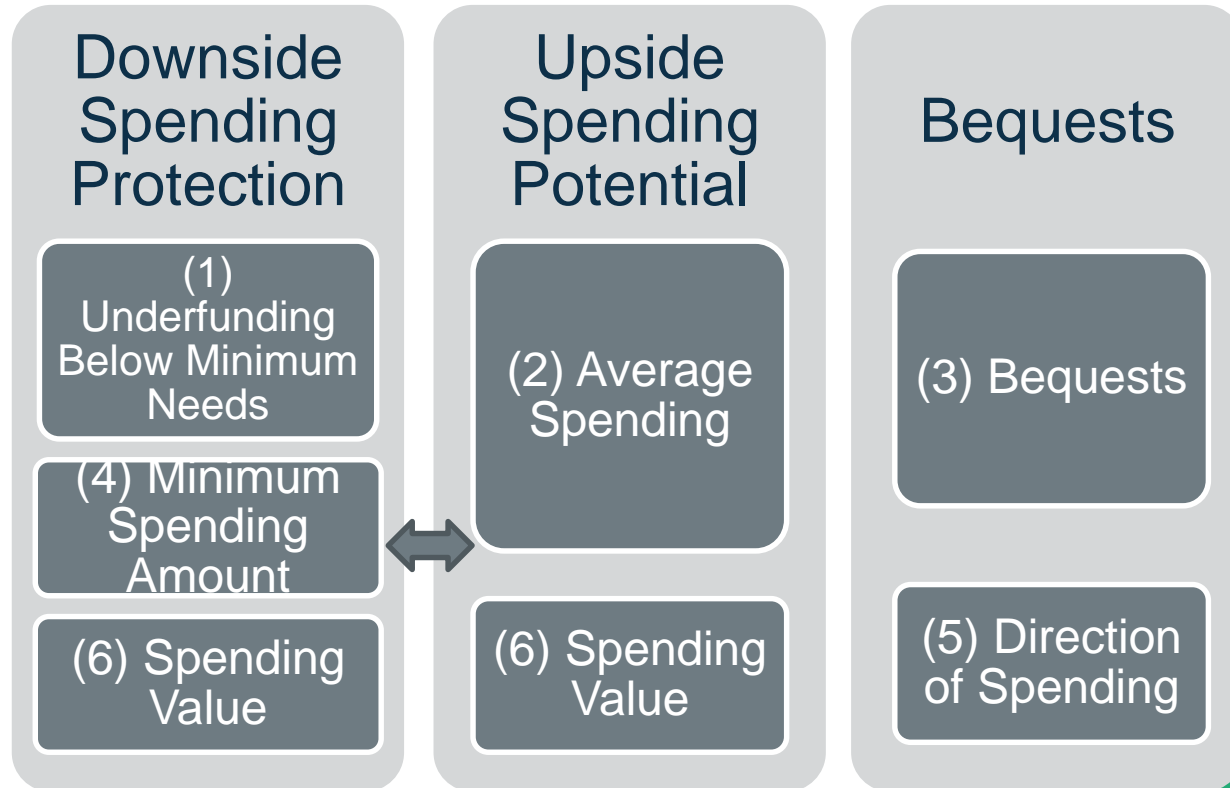 Downside
Spending
Protection
(1)
Underfunding
Below Minimum
Needs
(4) Minimum
Spending
Amount
(6) Spending
Value
Upside
Spending
Potential
(2) Average
Spending
(6) Spending
Value
Bequests
(3) Bequests
(5) Direction
of Spending